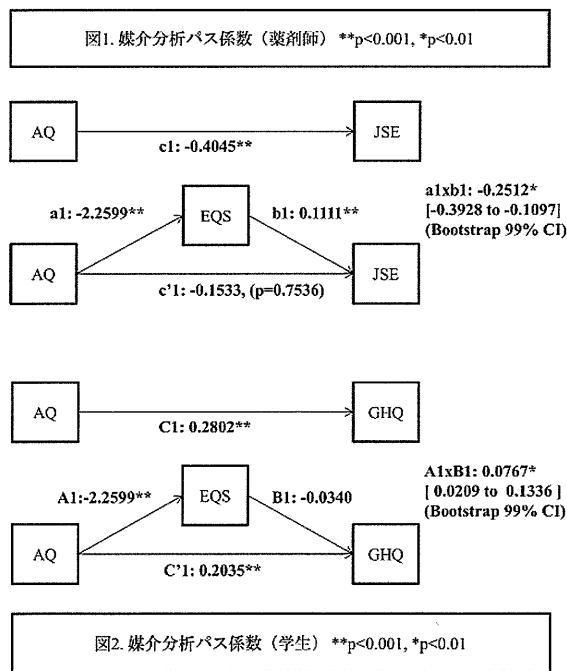 図1. 媒介分析パス係数（薬剤師）**p<0.001, *p<0.01
AQ
JSE
c1: -0.4045**
EQS
a1: -2.2599**
b1: 0.1111**
a1xb1: -0.2512*
[-0.3928 to -0.1097]
(Bootstrap 99% CI)
AQ
JSE
c’1: -0.1533, (p=0.7536)
AQ
GHQ
C1: 0.2802**
EQS
A1:-2.2599**
B1: -0.0340
A1xB1: 0.0767*
[ 0.0209 to 0.1336 ]
(Bootstrap 99% CI)
AQ
GHQ
C’1: 0.2035**
図2. 媒介分析パス係数（学生）**p<0.001, *p<0.01